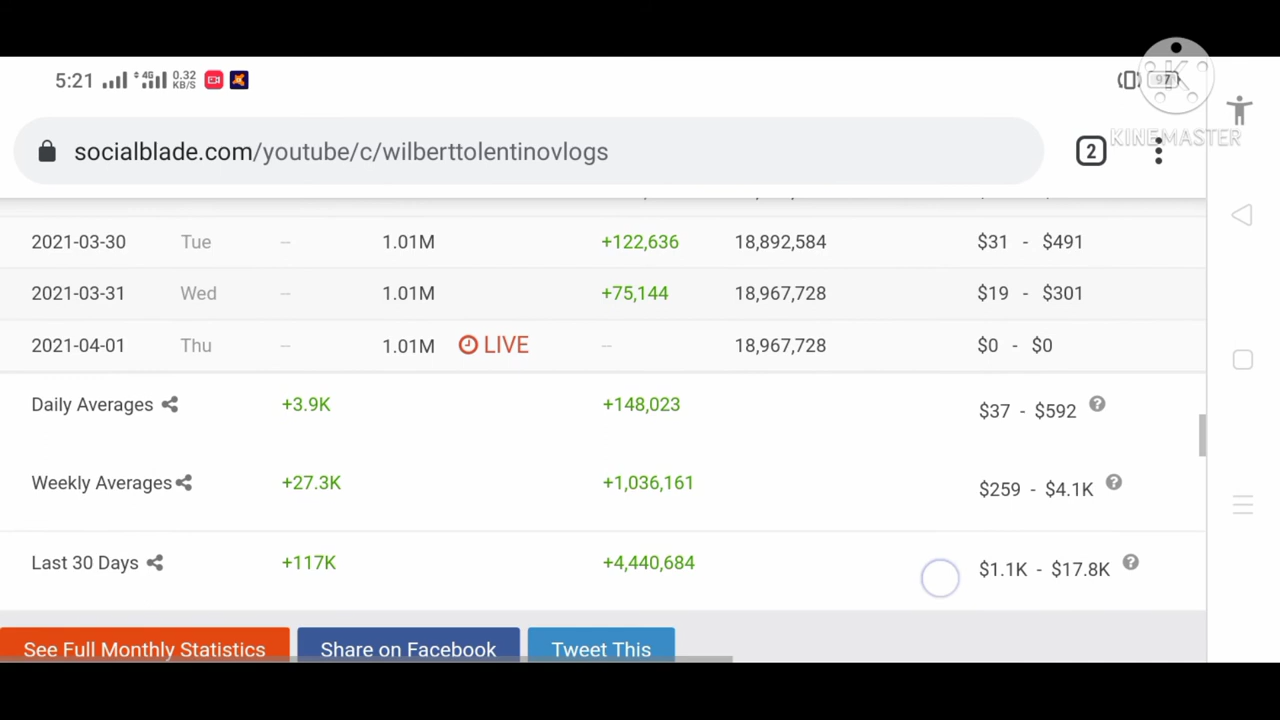 5:21 4G 0.32 KB/S 97
KINEMASTER
socialblade.com/youtube/c/wilberttolentinovlogs 2
2021-03-30 Tue -- 1.01M +122,636 18,892,584 $31 - $491
2021-03-31 Wed -- 1.01M +75,144 18,967,728 $19 - $301
2021-04-01 Thu -- 1.01M LIVE -- 18,967,728 $0 - $0
Daily Averages +3.9K +148,023 $37 - $592 ?
Weekly Averages +27.3K +1,036,161 $259 - $4.1K ?
Last 30 Days +117K +4,440,684 $1.1K - $17.8K ?
See Full Monthly Statistics Share on Facebook Tweet This